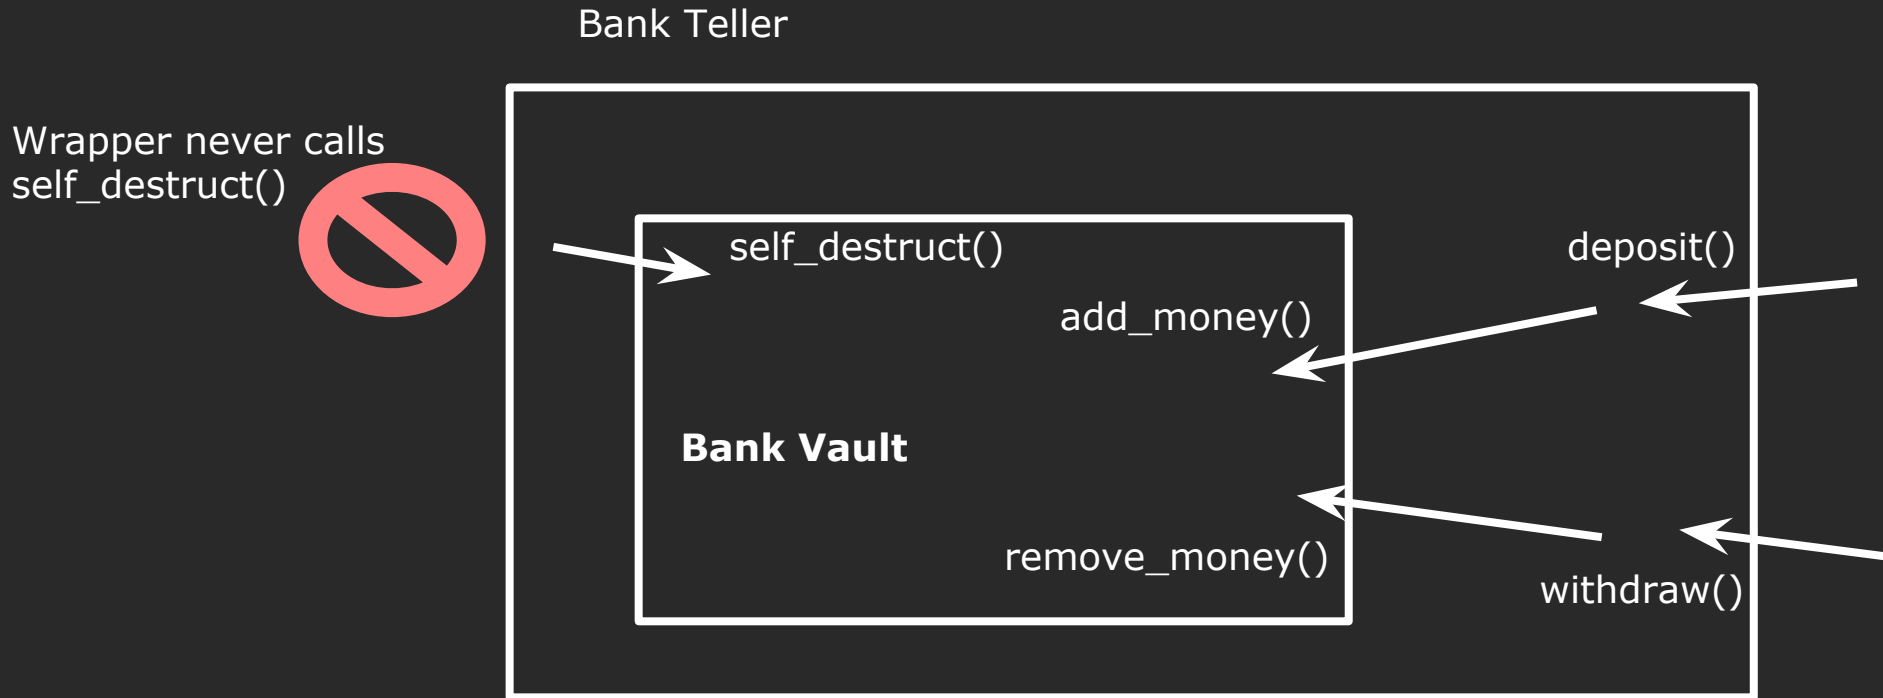 Bank Teller
Wrapper never calls
self_destruct()
self_destruct()
deposit()
add_money()
Bank Vault
remove_money()
withdraw()